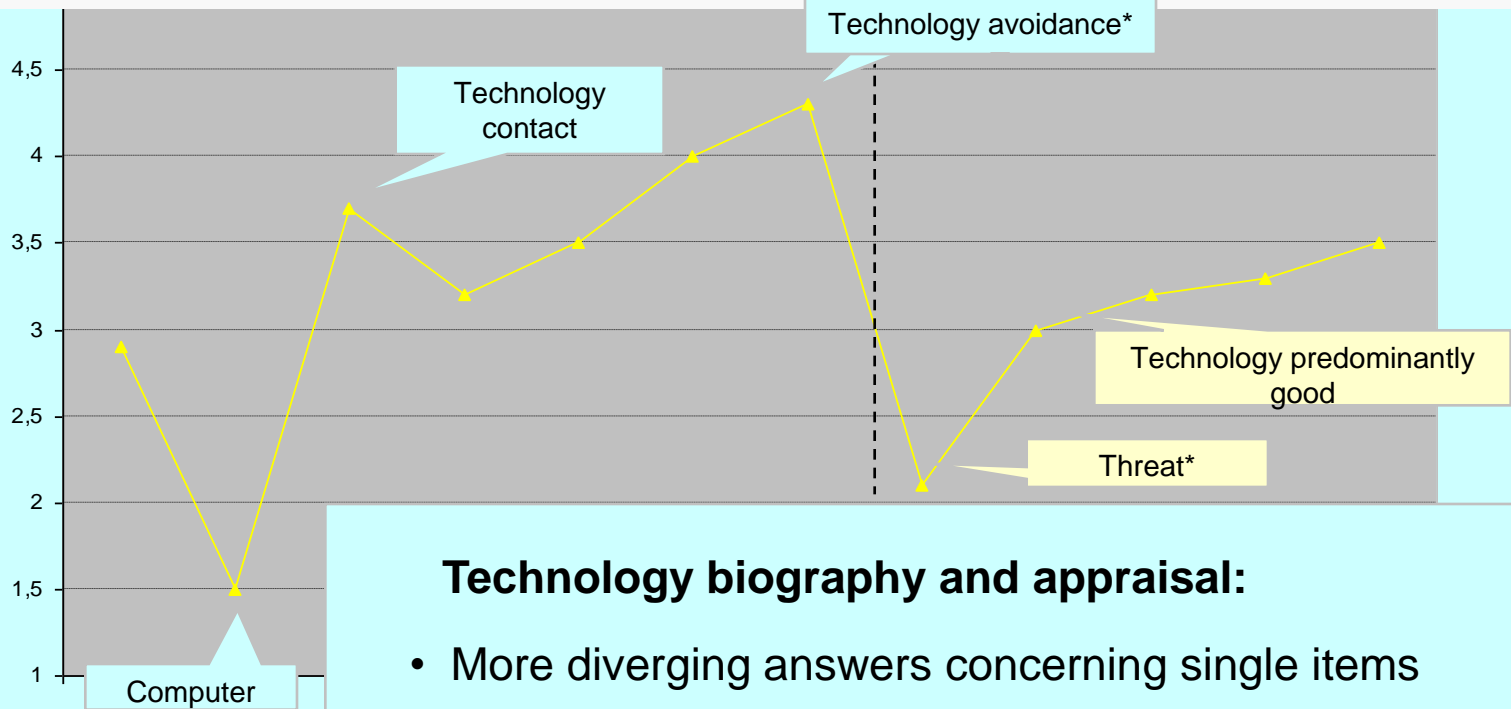 Technology avoidance*
4,5
Technology
contact
4
3,5
3
Technology predominantly
good
2,5
Threat*
2
Technology biography and appraisal:
1,5
• More diverging answers concerning single items
1
Computer